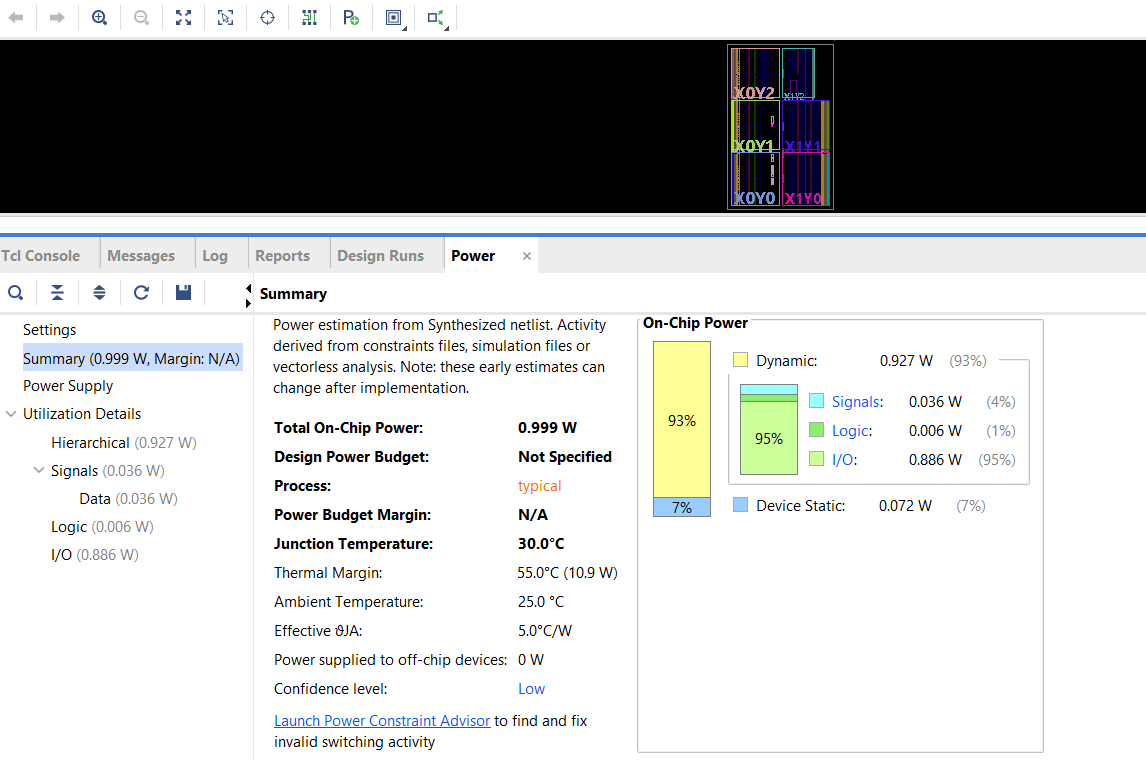 X0Y2
X1Y2
X0Y1
X1Y1
X0Y0
X1Y0
Tcl Console
Messages
Log
Reports
Design Runs
Power
×
Summary
Settings
Summary (0.999 W, Margin: N/A)
Power Supply
Utilization Details
Hierarchical (0.927 W)
Signals (0.036 W)
Data (0.036 W)
Logic (0.006 W)
I/O (0.886 W)
Power estimation from Synthesized netlist. Activity
derived from constraints files, simulation files or
vectorless analysis. Note: these early estimates can
change after implementation.
Total On-Chip Power: 0.999 W
Design Power Budget: Not Specified
Process: typical
Power Budget Margin: N/A
Junction Temperature: 30.0°C
Thermal Margin: 55.0°C (10.9 W)
Ambient Temperature: 25.0 °C
Effective ϑJA: 5.0°C/W
Power supplied to off-chip devices: 0 W
Confidence level: Low
Launch Power Constraint Advisor to find and fix
invalid switching activity
On-Chip Power
93%
7%
Dynamic: 0.927 W (93%)
95%
Signals: 0.036 W (4%)
Logic: 0.006 W (1%)
I/O: 0.886 W (95%)
Device Static: 0.072 W (7%)